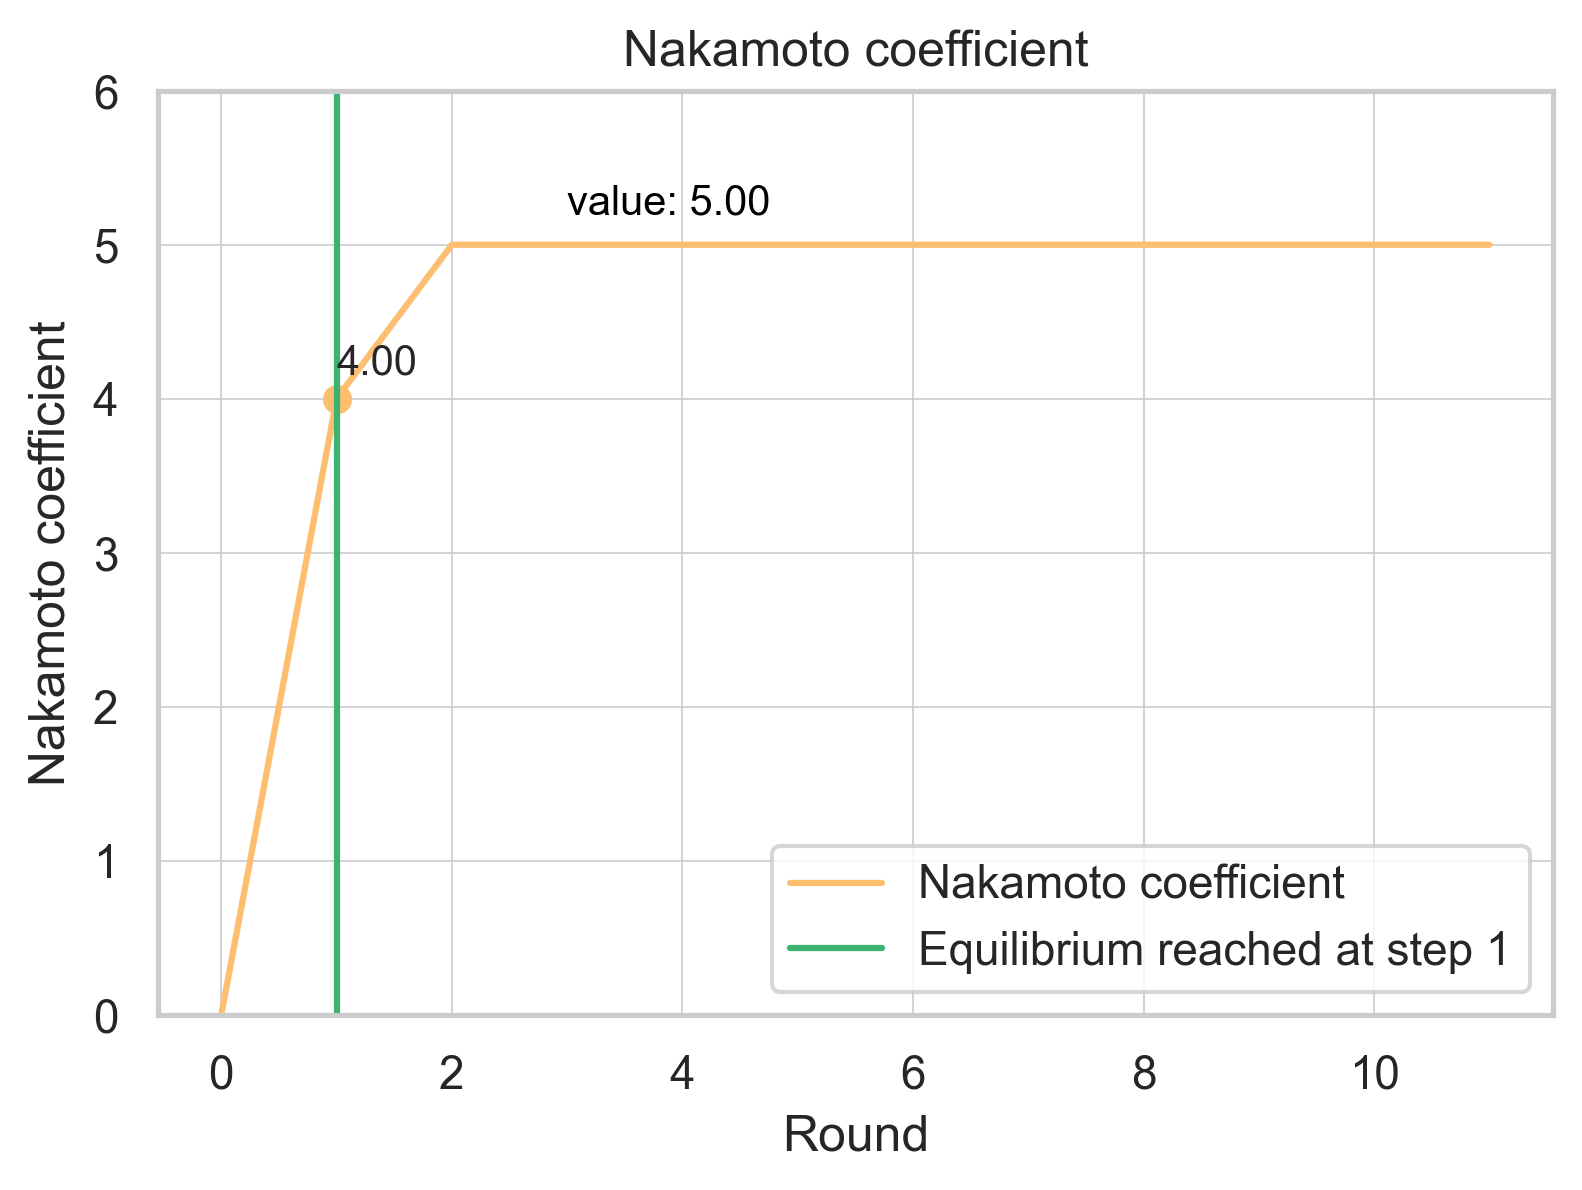 Nakamoto coefficient
6
5
4
3
2
1
0
Nakamoto coefficient
value: 5.00
4.00
Nakamoto coefficient
Equilibrium reached at step 1
0 2 4 6 8 10
Round